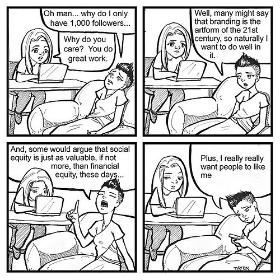 Oh man... why do I only
have 1,000 followers...
Why do you
care? You do
great work.
Well, many might say
that branding is the
artform of the 21st
century, so naturally I
want to do well in
it.
And, some would argue that social
equity is just as valuable, if not
more, than financial
equity, these days...
Plus, I really really
want people to like
me